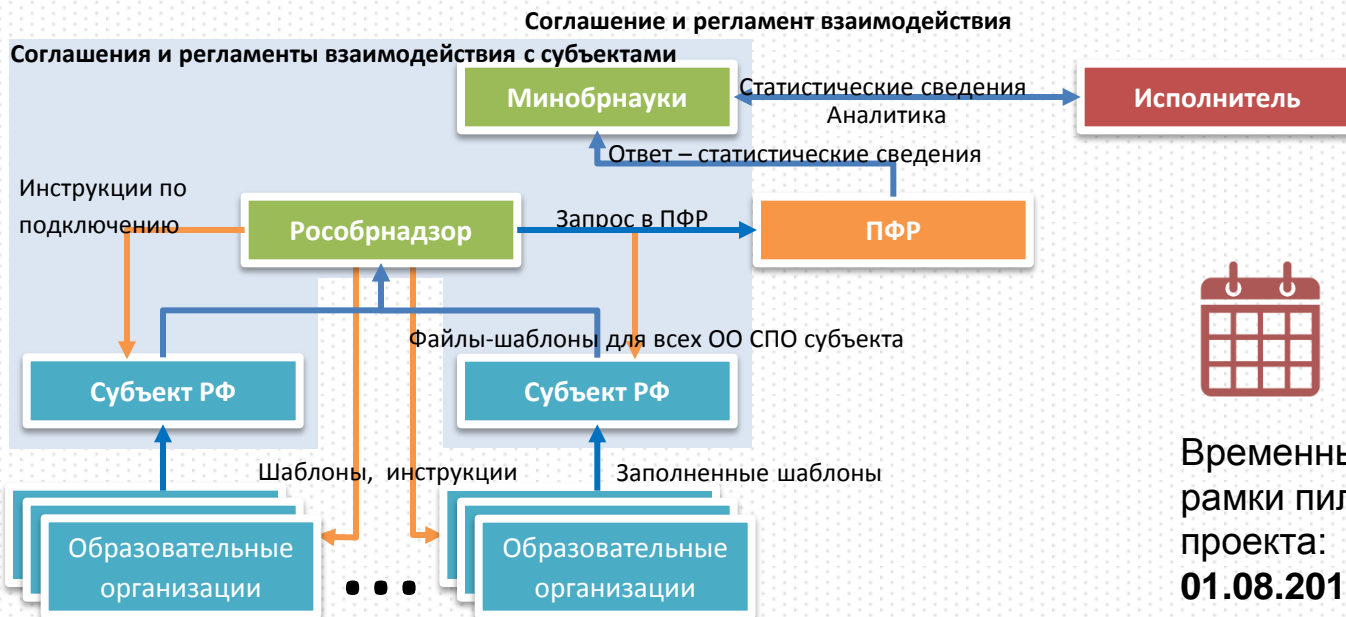 Соглашение и регламент взаимодействия
Соглашения и регламенты взаимодействия с субъектами
Минобрнауки
Статистические сведения
Аналитика
Исполнитель
Ответ – статистические сведения
Инструкции по
подключению
Рособрнадзор
Запрос в ПФР
ПФР
Файлы-шаблоны для всех ОО СПО субъекта
Субъект РФ
Субъект РФ
Шаблоны, инструкции
Заполненные шаблоны
Образовательные
организации
...
Образовательные
организации
рамки
проекта: